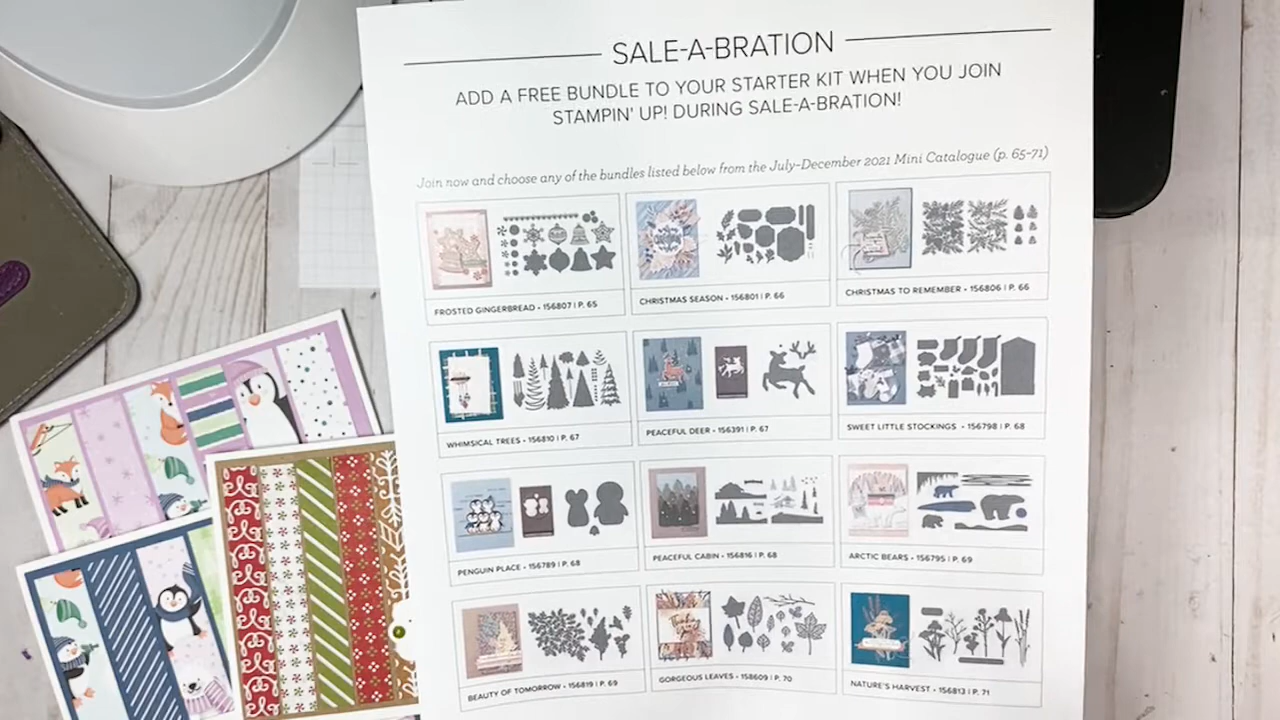 SALE-A-BRATION
ADD A FREE BUNDLE TO YOUR STARTER KIT WHEN YOU JOIN
STAMPIN' UP! DURING SALE-A-BRATION!
Join now and choose any of the bundles listed below from the July–December 2021 Mini Catalogue (p. 65–71)
FROSTED GINGERBREAD • 156807 | P. 65
CHRISTMAS SEASON • 156801 | P. 66
CHRISTMAS TO REMEMBER • 156806 | P. 66
WHIMSICAL TREES • 156810 | P. 67
PEACEFUL DEER • 156391 | P. 67
SWEET LITTLE STOCKINGS • 156798 | P. 68
PENGUIN PLACE • 156789 | P. 68
PEACEFUL CABIN • 156816 | P. 68
ARCTIC BEARS • 156795 | P. 69
BEAUTY OF TOMORROW • 156819 | P. 69
GORGEOUS LEAVES • 158609 | P. 70
NATURE'S HARVEST • 156813 | P. 71